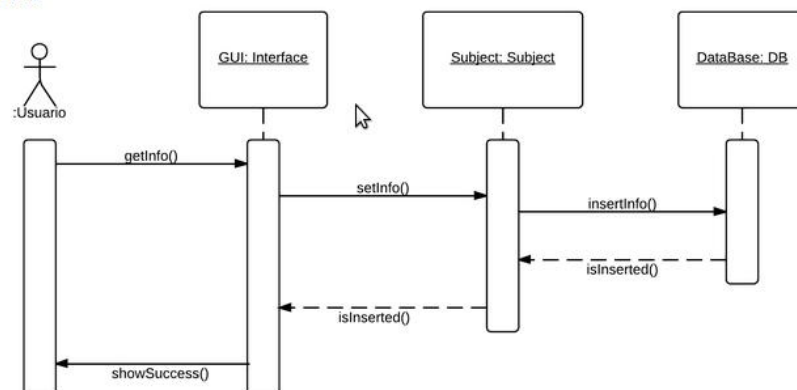 GUI: Interface
Subject: Subject
DataBase: DB
:Usuario
getInfo()
setInfo()
insertInfo()
isInserted()
isInserted()
showSuccess()